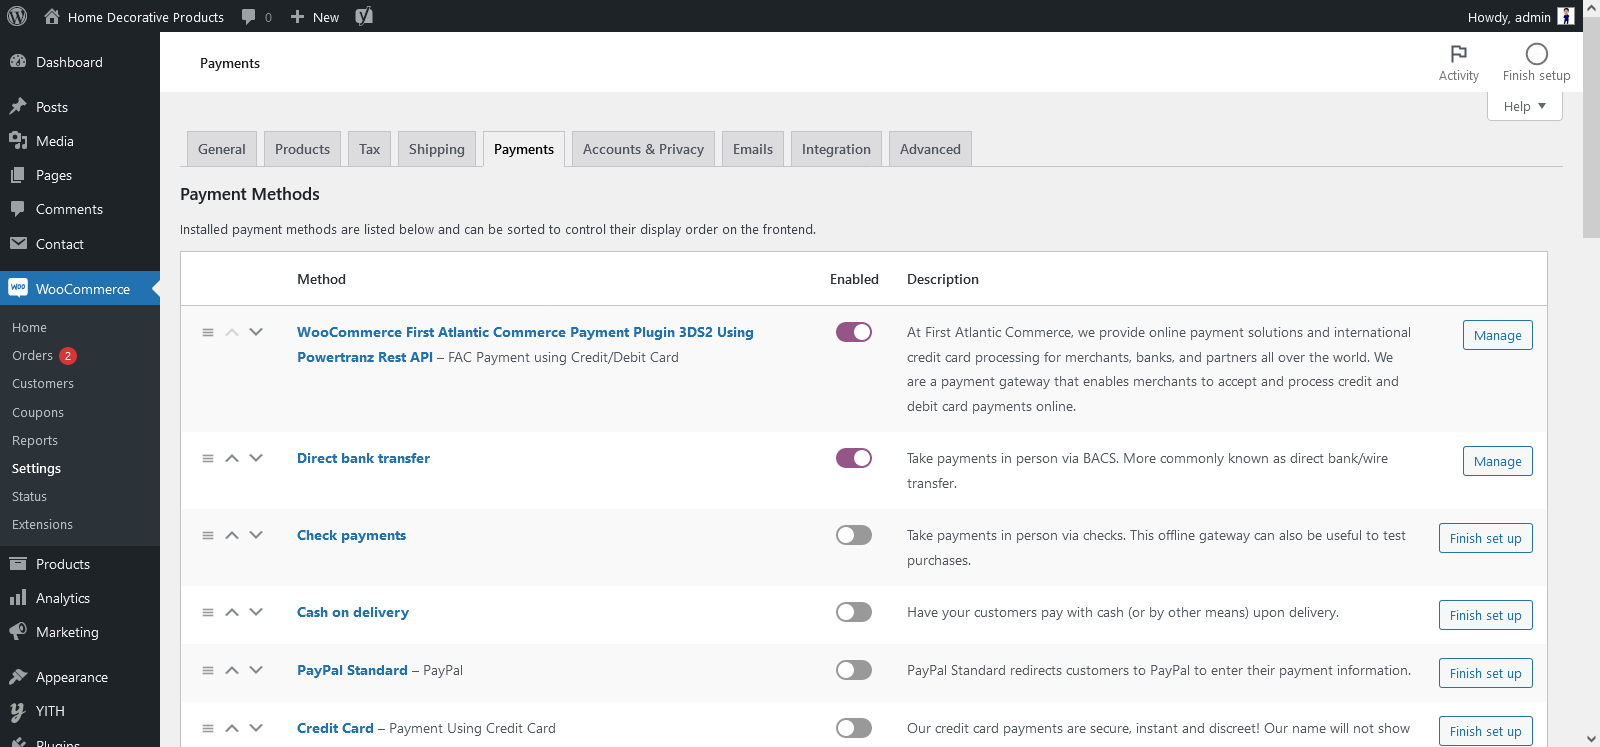 Home Decorative Products
0
New
Howdy, admin
Dashboard
Posts
Media
Pages
Comments
Contact
WOO
WooCommerce
Home
Orders 2
Customers
Coupons
Reports
Settings
Status
Extensions
Products
Analytics
Marketing
Appearance
YITH
Plugins
Payments
Activity
Finish setup
Help
General
Products
Tax
Shipping
Payments
Accounts & Privacy
Emails
Integration
Advanced
Payment Methods
Installed payment methods are listed below and can be sorted to control their display order on the frontend.
Method
Enabled
Description
WooCommerce First Atlantic Commerce Payment Plugin 3DS2 Using
Powertranz Rest API – FAC Payment using Credit/Debit Card
At First Atlantic Commerce, we provide online payment solutions and international
credit card processing for merchants, banks, and partners all over the world. We
are a payment gateway that enables merchants to accept and process credit and
debit card payments online.
Manage
Direct bank transfer
Take payments in person via BACS. More commonly known as direct bank/wire
transfer.
Manage
Check payments
Take payments in person via checks. This offline gateway can also be useful to test
purchases.
Finish set up
Cash on delivery
Have your customers pay with cash (or by other means) upon delivery.
Finish set up
PayPal Standard – PayPal
PayPal Standard redirects customers to PayPal to enter their payment information.
Finish set up
Credit Card – Payment Using Credit Card
Our credit card payments are secure, instant and discreet! Our name will not show
Finish set up